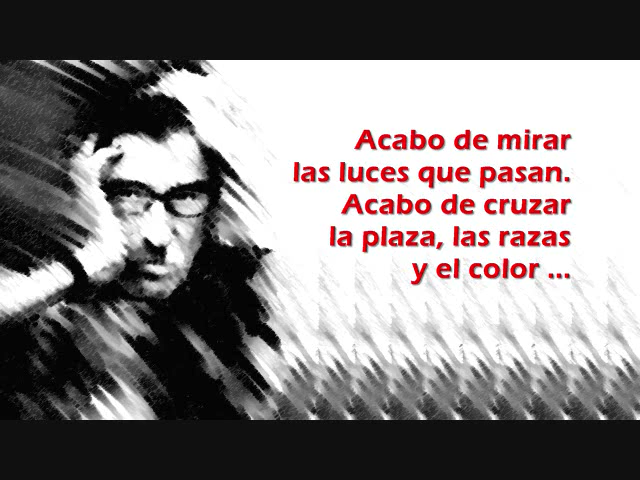 Acabo de mirar
las luces que pasan.
Acabo de cruzar
la plaza, las razas
y el color ...